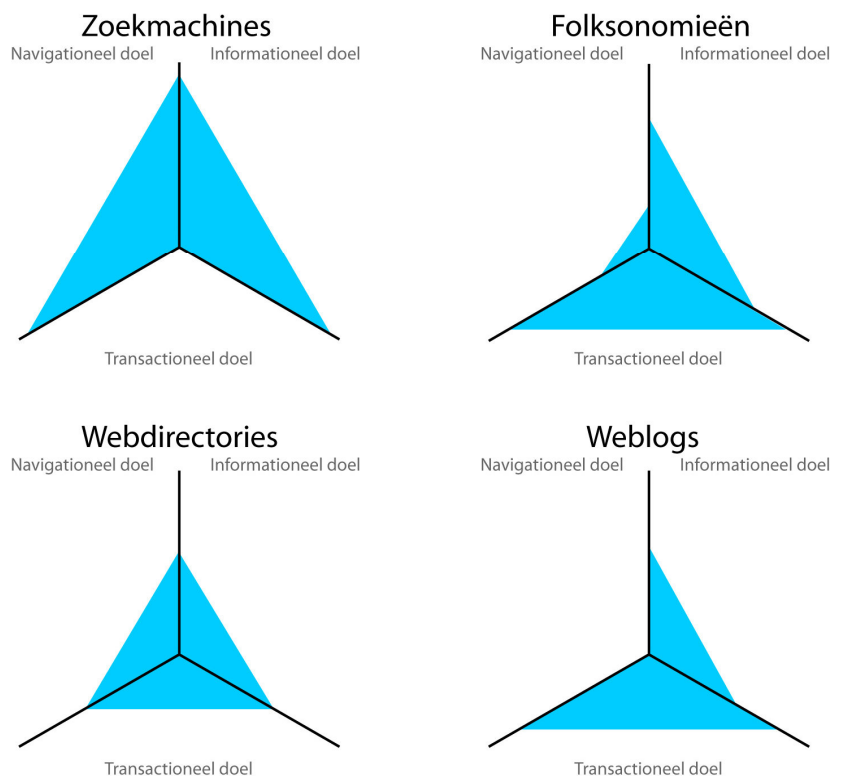 Zoekmachines
Navigationeel doel
Informationeel doel
Transactioneel doel
Folksonomieën
Navigationeel doel
Informationeel doel
Transactioneel doel
Webdirectories
Navigationeel doel
Informationeel doel
Transactioneel doel
Weblogs
Navigationeel doel
Informationeel doel
Transactioneel doel